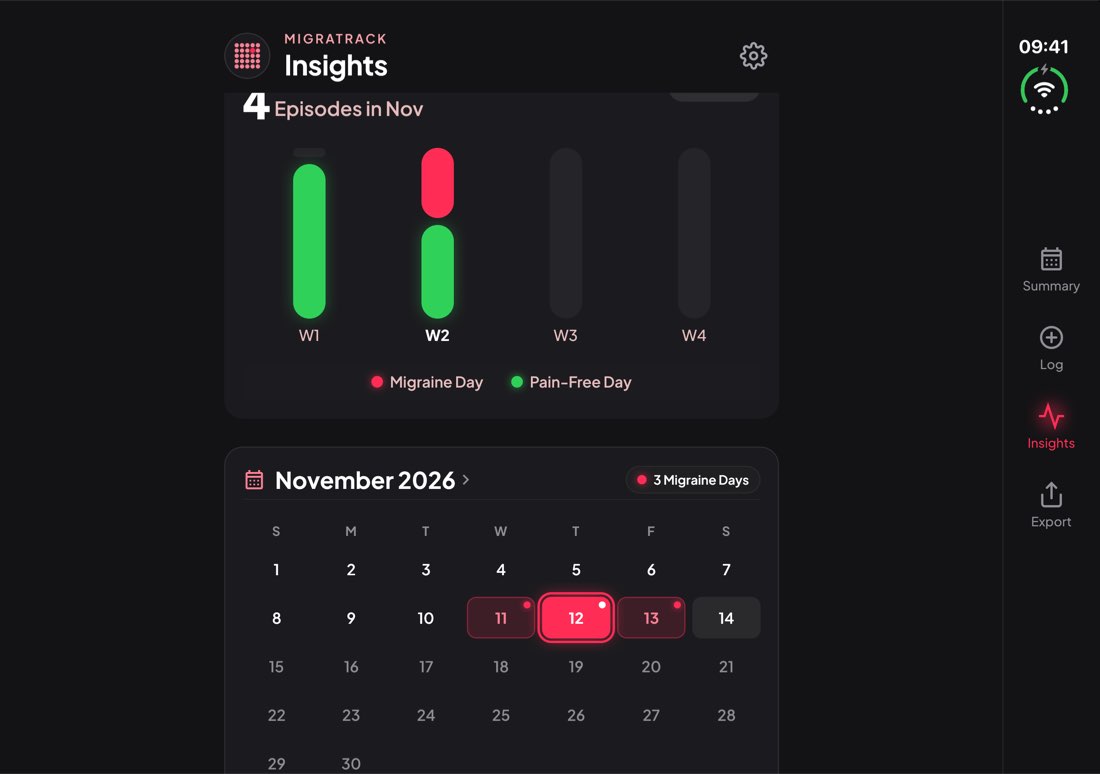 MIGRATRACK
Insights
09:41
4 Episodes in Nov
W1 W2 W3 W4
Migraine Day Pain-Free Day
Summary
Log
Insights
Export
November 2026
3 Migraine Days
S M T W T F S
1 2 3 4 5 6 7
8 9 10 11 12 13 14
15 16 17 18 19 20 21
22 23 24 25 26 27 28
29 30